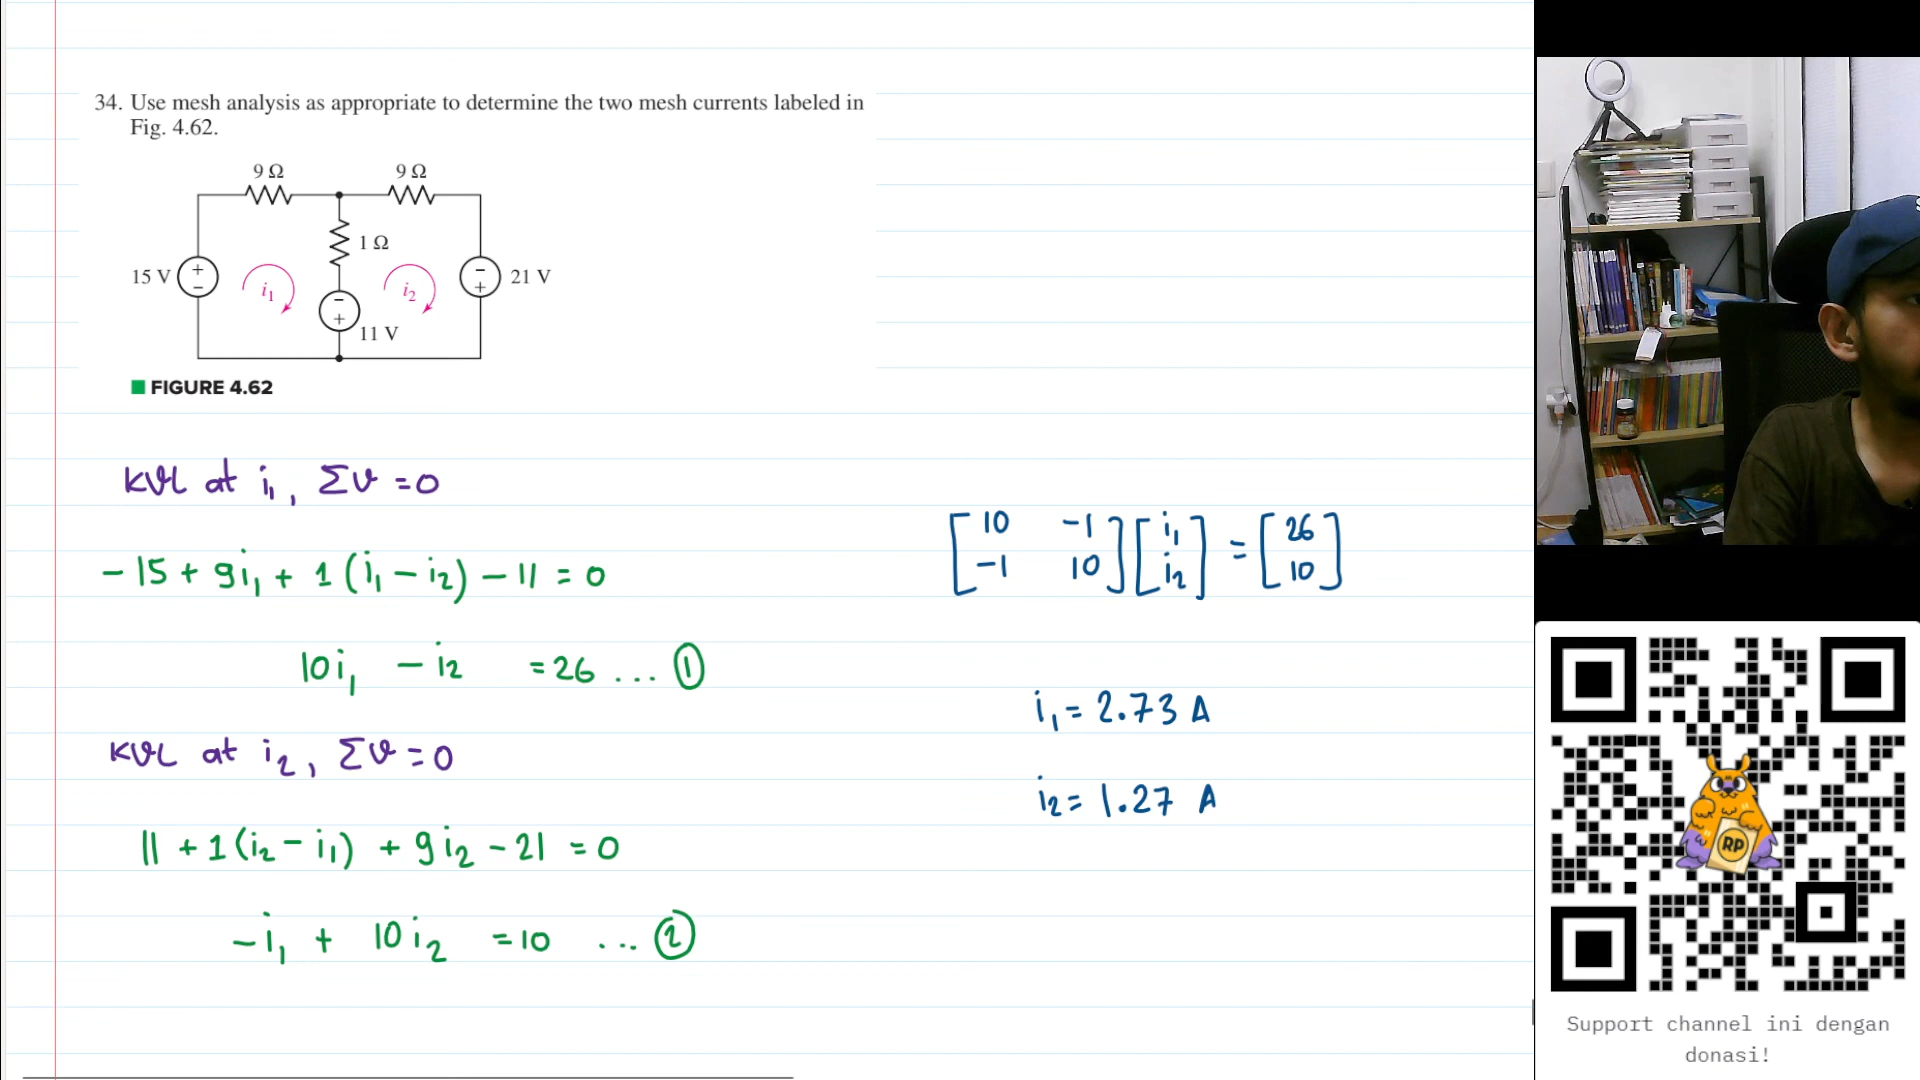 34. Use mesh analysis as appropriate to determine the two mesh currents labeled in
Fig. 4.62.
9 Ω
9 Ω
1 Ω
15 V
+
−
i₁
i₂
−
+
21 V
−
+
11 V
FIGURE 4.62
KVL at i₁, Σv = 0
−15 + 9i₁ + 1(i₁ − i₂) − 11 = 0
10i₁ − i₂ = 26 ... ①
KVL at i₂, Σv = 0
11 + 1(i₂ − i₁) + 9i₂ − 21 = 0
−i₁ + 10i₂ = 10 ... ②
[10 −1] [i₁] = [26]
[−1 10] [i₂] [10]
i₁ = 2.73 A
i₂ = 1.27 A
RP
Support channel ini dengan
donasi!